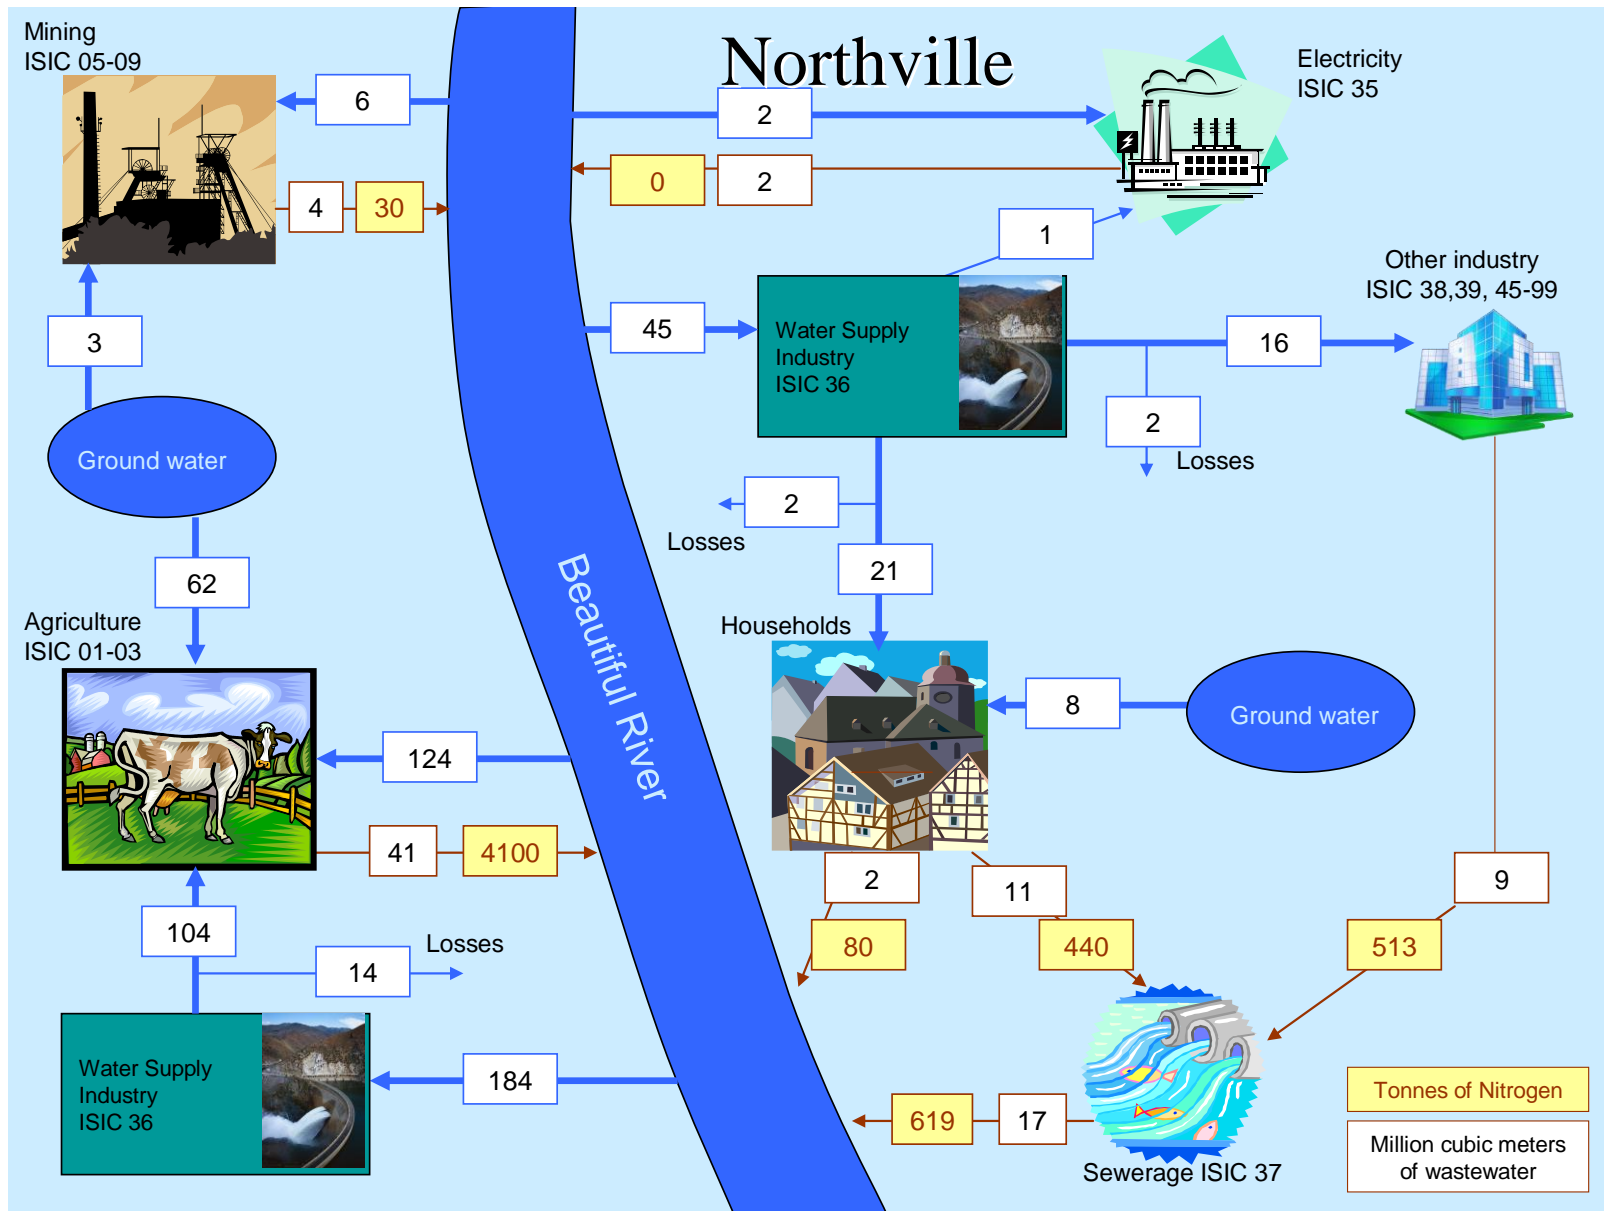 Northville
Mining
ISIC 05-09
6
4
30
3
Ground water
62
Agriculture
ISIC 01-03
124
41
4100
104
Losses
14
Water Supply
Industry
ISIC 36
184
Beautiful River
2
0
2
Electricity
ISIC 35
1
45
Water Supply
Industry
ISIC 36
16
Other industry
ISIC 38,39, 45-99
2
Losses
2
Losses
21
Households
8
Ground water
2
80
11
440
9
513
619
17
Sewerage ISIC 37
Tonnes of Nitrogen
Million cubic meters
of wastewater